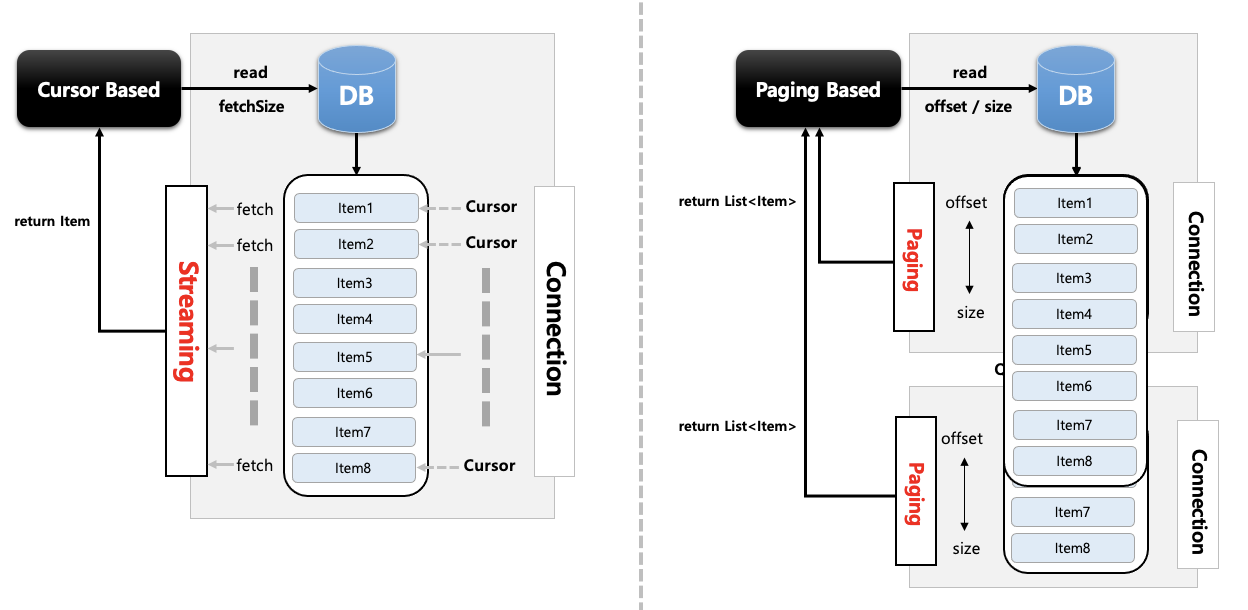 Cursor Based
read
fetchSize
DB
return Item
Streaming
fetch
Item1
Cursor
fetch
Item2
Cursor
Item3
Item4
Item5
Item6
Item7
fetch
Item8
Cursor
Connection
Paging Based
read
offset / size
DB
return List<Item>
Paging
offset
size
Item1
Item2
Item3
Item4
Item5
Item6
Item7
Item8
Connection
return List<Item>
Paging
offset
size
Item7
Item8
Connection